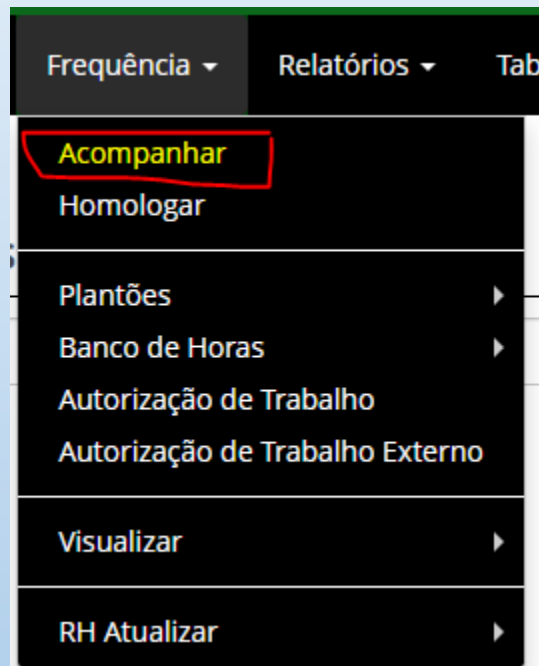 Frequência Relatórios Tab
Acompanhar
Homologar
Plantões
Banco de Horas
Autorização de Trabalho
Autorização de Trabalho Externo
Visualizar
RH Atualizar